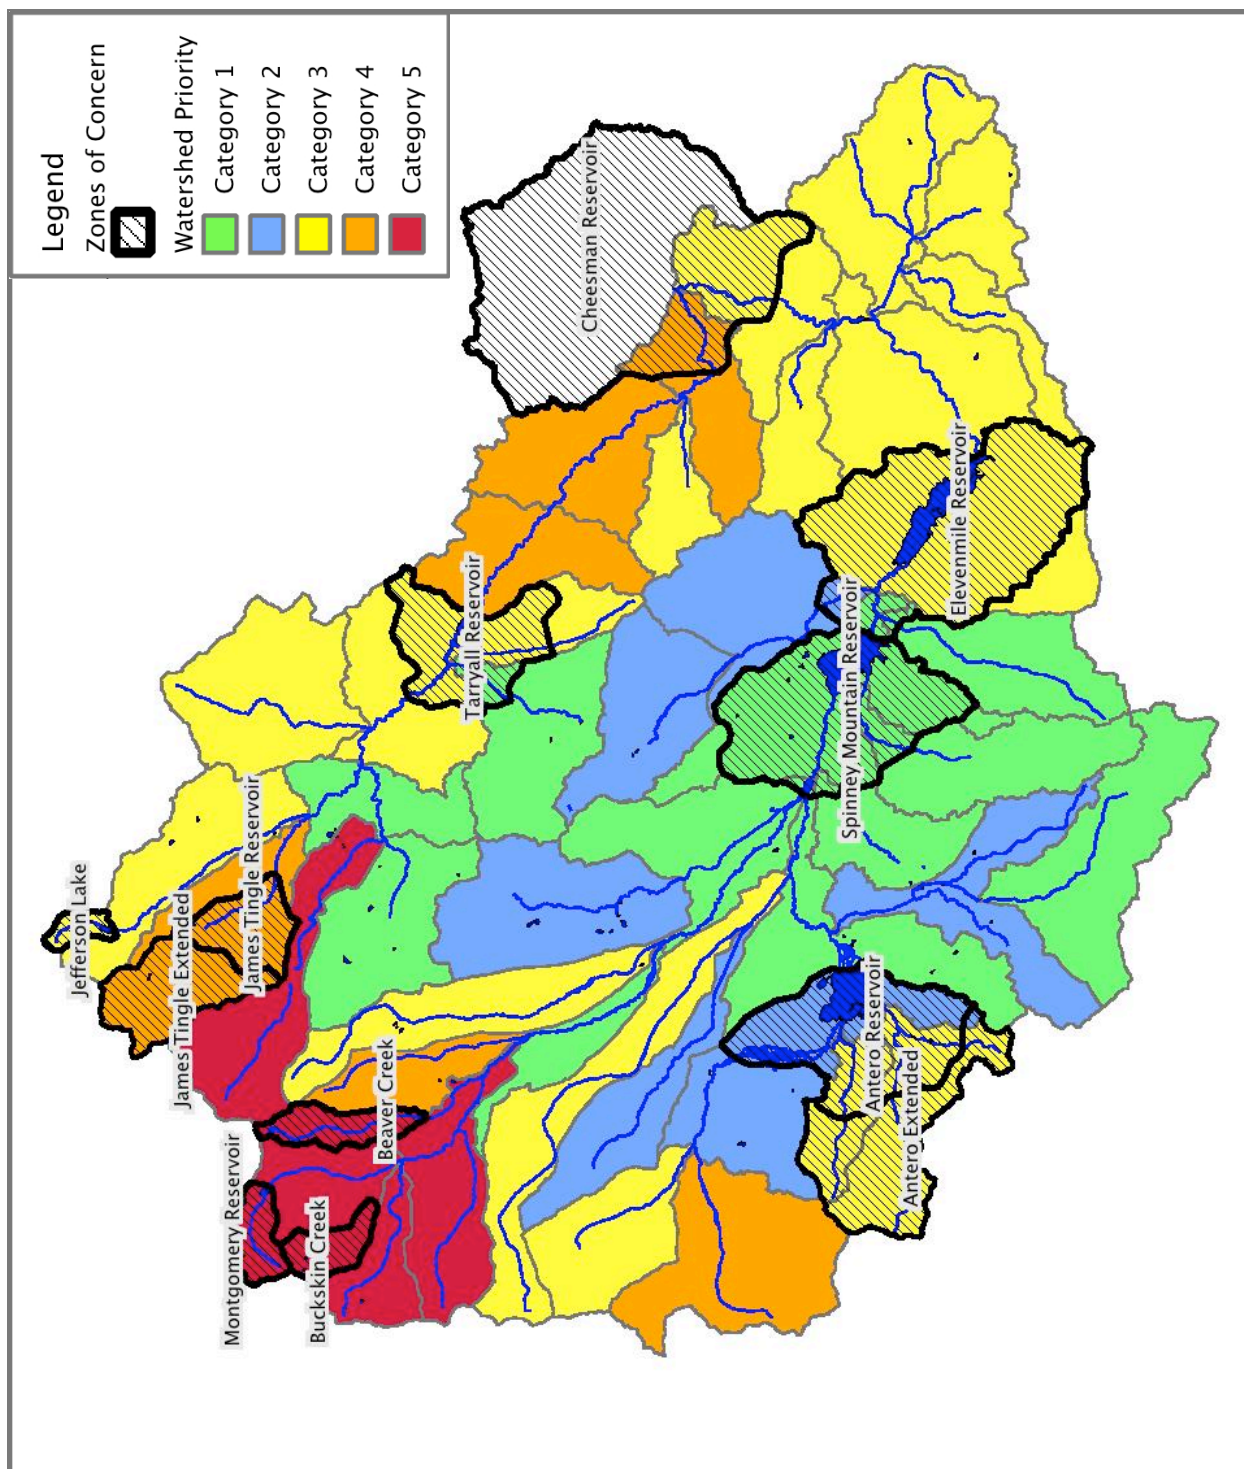 Legend
Zones of Concern
Watershed Priority
Category 1
Category 2
Category 3
Category 4
Category 5
Montgomery Reservoir
Buckskin Creek
Beaver Creek
James Tingle Extended
Jefferson Lake
James Tingle Reservoir
Tarryall Reservoir
Cheesman Reservoir
Antero Extended
Antero Reservoir
Spinney Mountain Reservoir
Elevenmile Reservoir